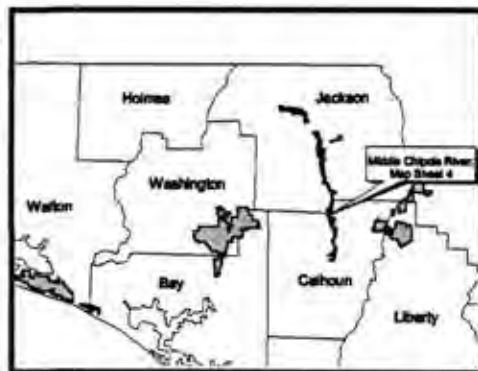 Holmes
Jackson
Middle Chipola River:
Map Sheet 4
Washington
Walton
Bay
Calhoun
Liberty